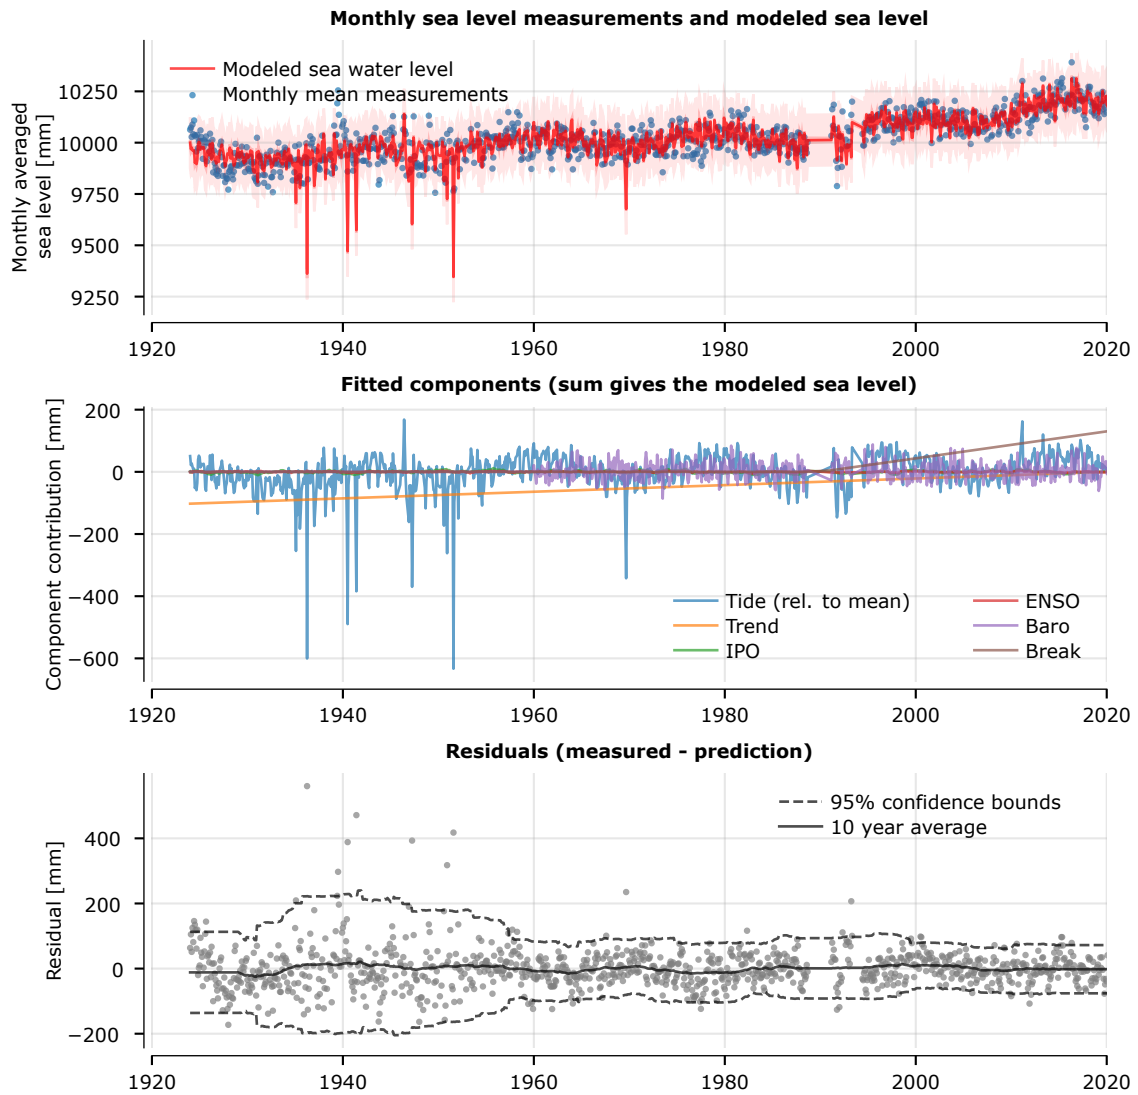 Monthly sea level measurements and modeled sea level
Monthly averaged
sea level [mm]
Modeled sea water level
Monthly mean measurements
10250
10000
9750
9500
9250
1920 1940 1960 1980 2000 2020
Fitted components (sum gives the modeled sea level)
Component contribution [mm]
200
0
−200
−400
−600
Tide (rel. to mean)
Trend
IPO
ENSO
Baro
Break
1920 1940 1960 1980 2000 2020
Residuals (measured - prediction)
Residual [mm]
400
200
0
−200
95% confidence bounds
10 year average
1920 1940 1960 1980 2000 2020